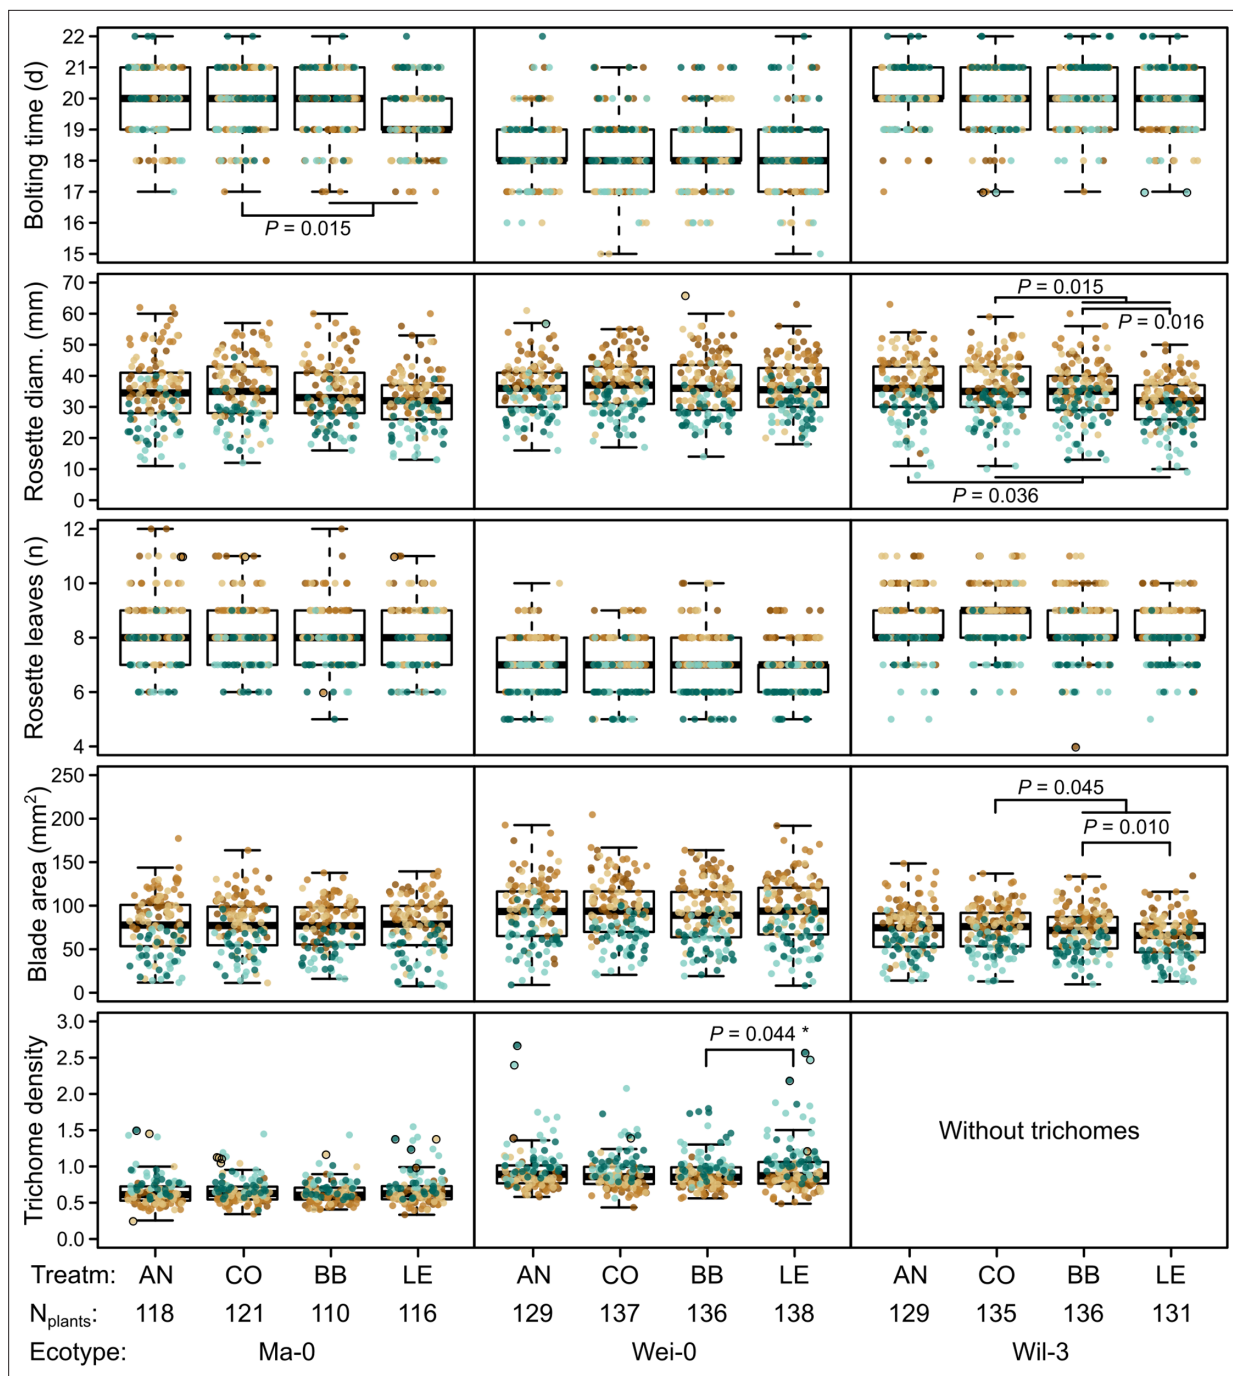 Bolting time (d)
22
21
20
19
18
17
16
15
P = 0.015
Rosette diam. (mm)
70
60
50
40
30
20
10
0
P = 0.015
P = 0.016
P = 0.036
Rosette leaves (n)
12
10
8
6
4
Blade area (mm²)
250
200
150
100
50
0
P = 0.045
P = 0.010
Trichome density
3.0
2.5
2.0
1.5
1.0
0.5
0.0
P = 0.044 *
Without trichomes
Treatm: AN CO BB LE AN CO BB LE AN CO BB LE
Nplants: 118 121 110 116 129 137 136 138 129 135 136 131
Ecotype: Ma-0 Wei-0 Wil-3